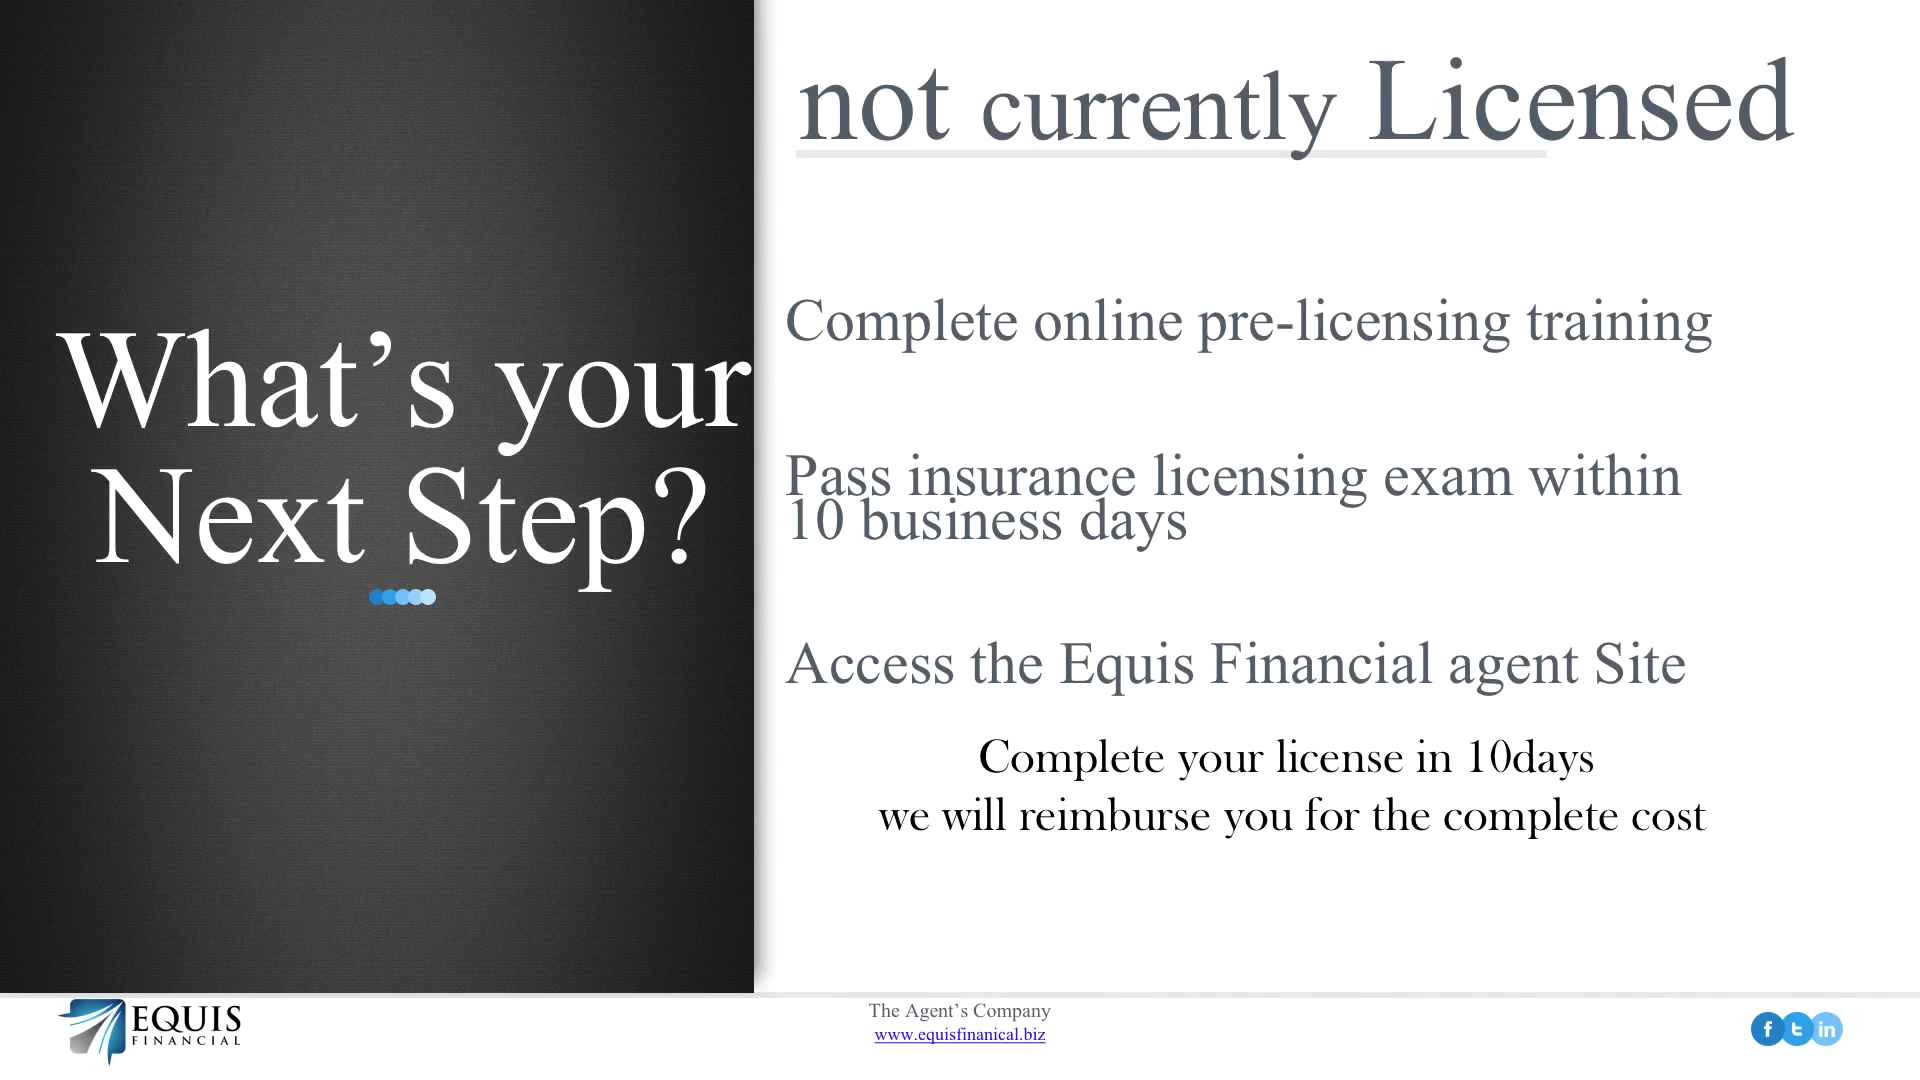 What’s your
Next Step?
not currently Licensed
Complete online pre-licensing training
Pass insurance licensing exam within
10 business days
Access the Equis Financial agent Site
Complete your license in 10days
we will reimburse you for the complete cost
EQUIS
FINANCIAL
The Agent’s Company
www.equisfinanical.biz
f t in